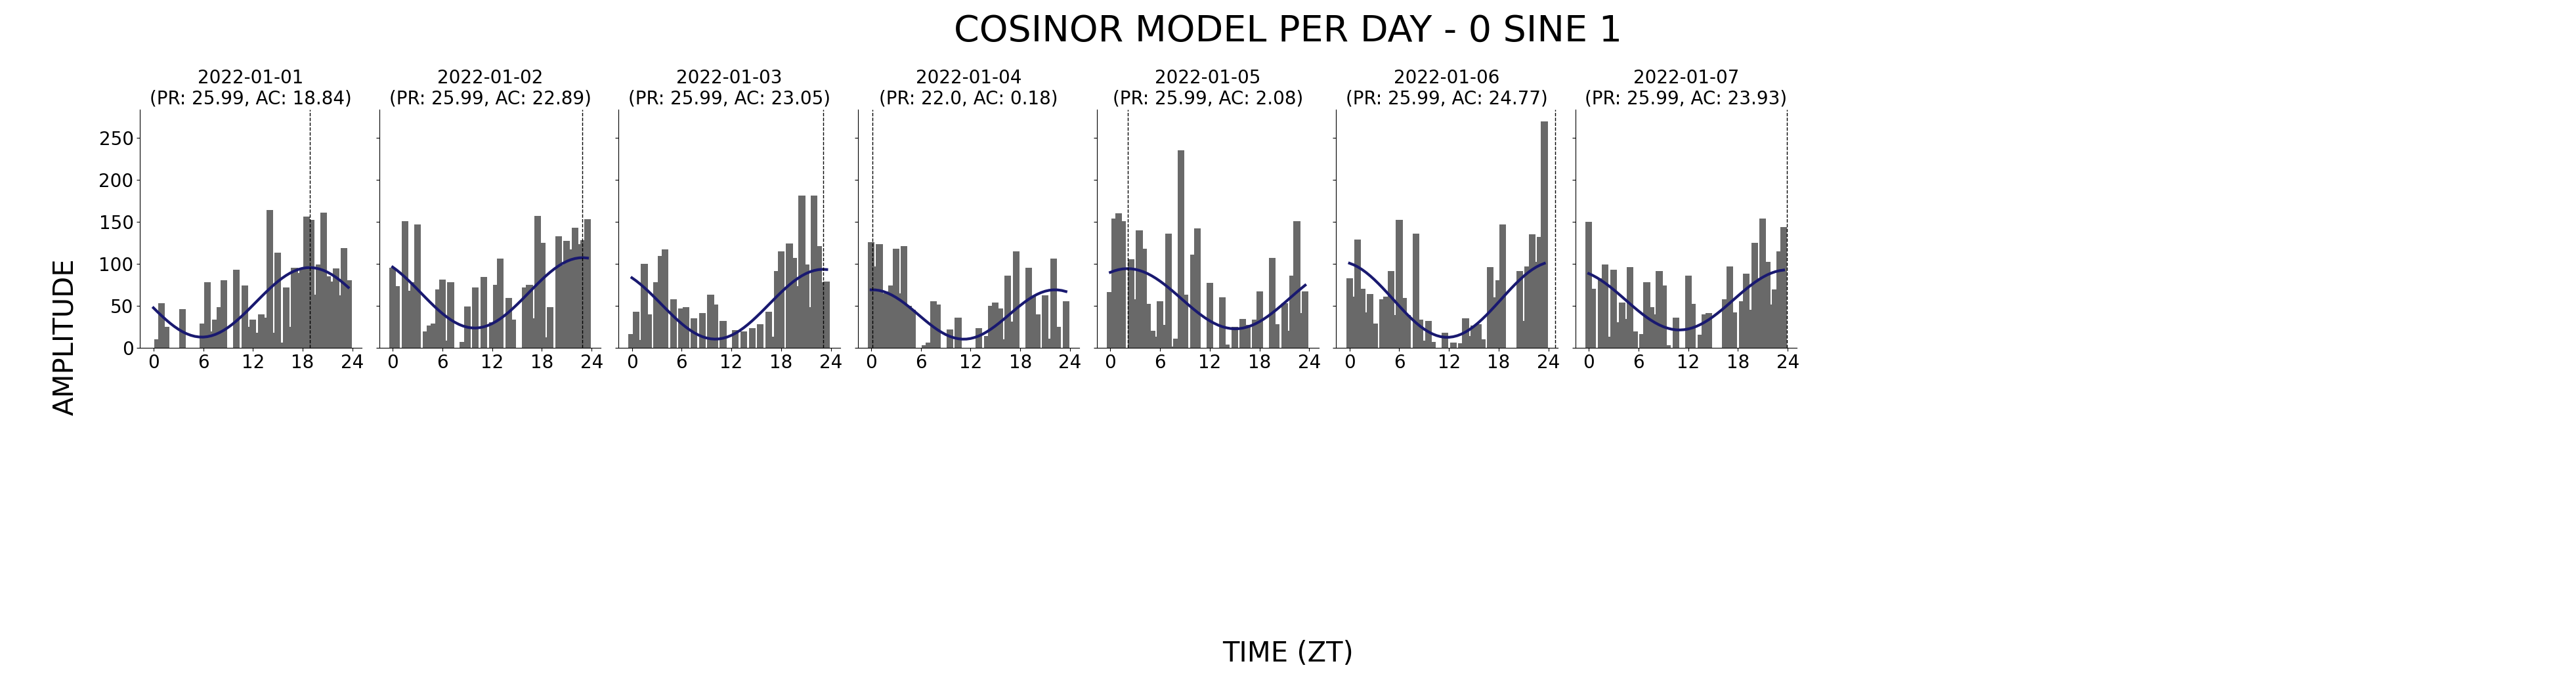 COSINOR MODEL PER DAY - 0 SINE 1
2022-01-01
(PR: 25.99, AC: 18.84)
2022-01-02
(PR: 25.99, AC: 22.89)
2022-01-03
(PR: 25.99, AC: 23.05)
2022-01-04
(PR: 22.0, AC: 0.18)
2022-01-05
(PR: 25.99, AC: 2.08)
2022-01-06
(PR: 25.99, AC: 24.77)
2022-01-07
(PR: 25.99, AC: 23.93)
250
200
150
100
50
0
AMPLITUDE
0 6 12 18 24
0 6 12 18 24
0 6 12 18 24
0 6 12 18 24
0 6 12 18 24
0 6 12 18 24
0 6 12 18 24
TIME (ZT)